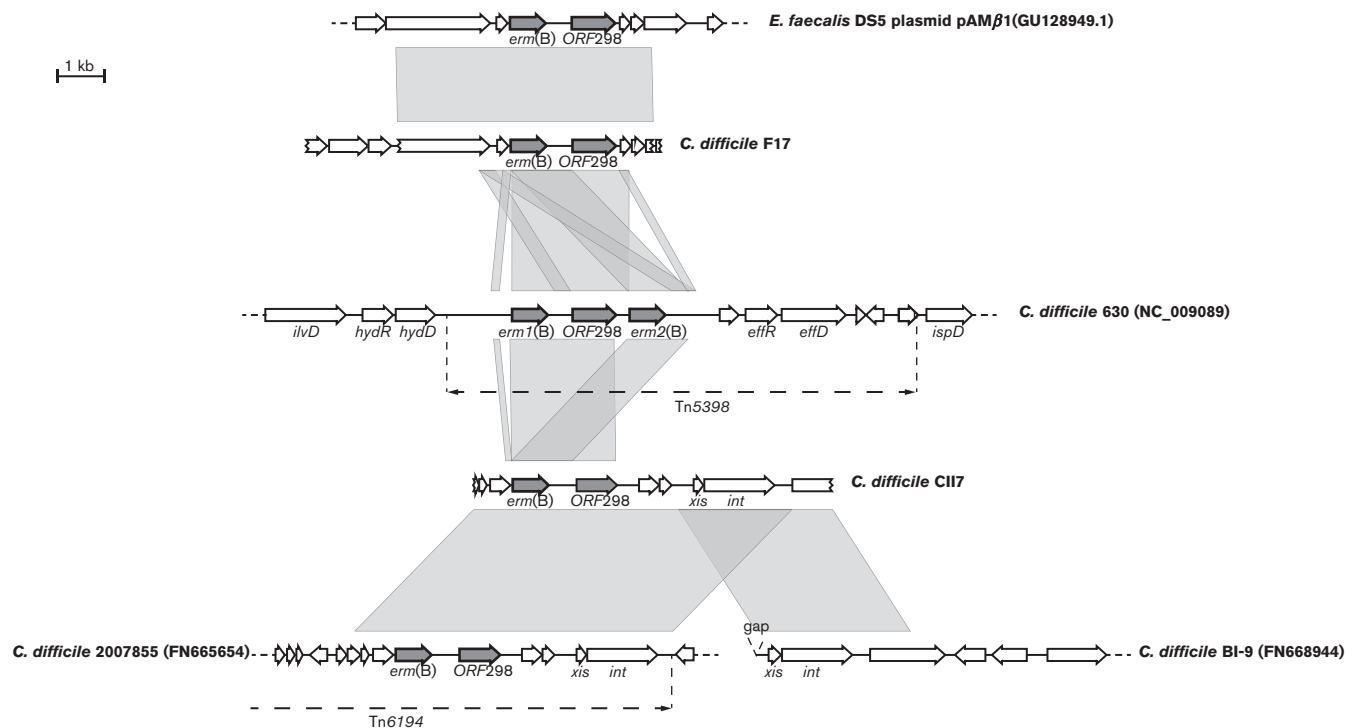 E. faecalis DS5 plasmid pAMβ1(GU128949.1)
erm(B) ORF298
1 kb
C. difficile F17
erm(B) ORF298
C. difficile 630 (NC_009089)
ilvD hydR hydD erm1(B) ORF298 erm2(B) effR effD ispD
Tn5398
C. difficile CII7
erm(B) ORF298 xis int
gap
C. difficile 2007855 (FN665654)
C. difficile BI-9 (FN668944)
erm(B) ORF298 xis int xis int
Tn6194